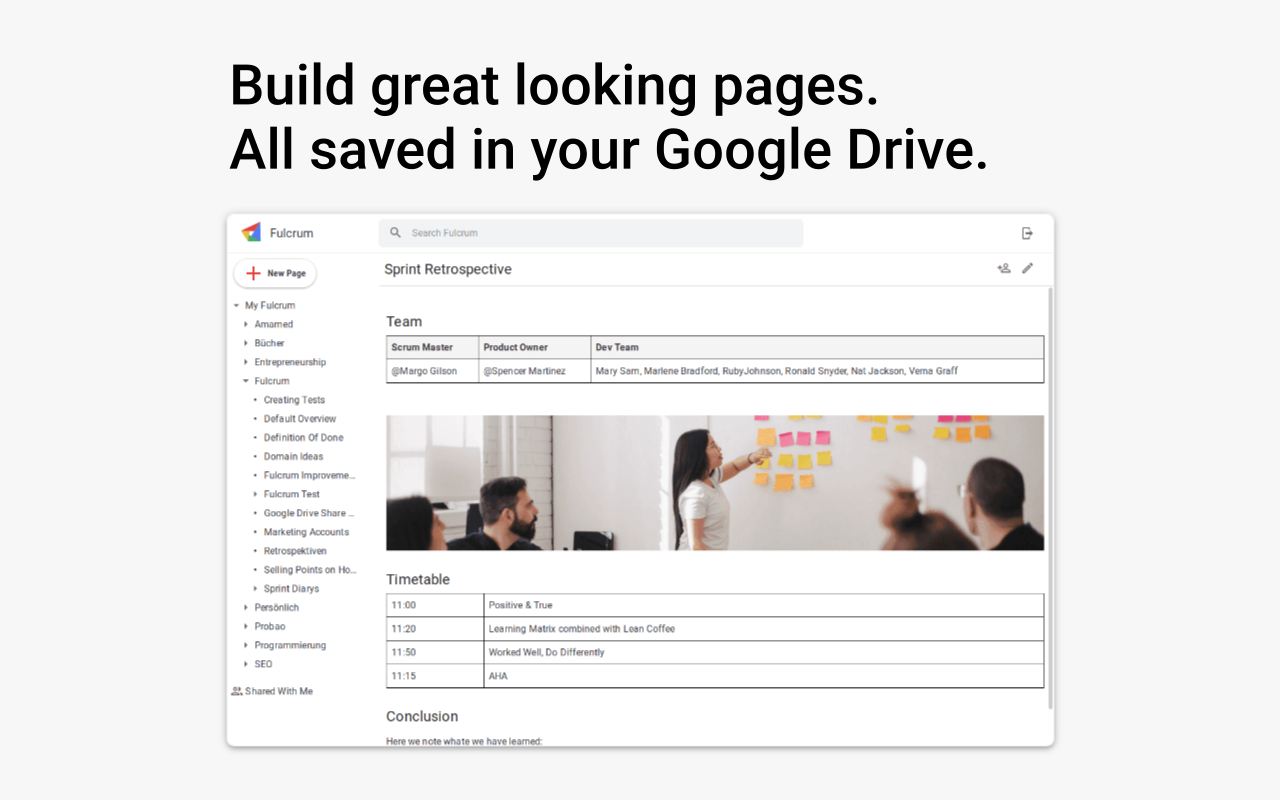 Build great looking pages.
All saved in your Google Drive.
Fulcrum
Search Fulcrum
New Page
My Fulcrum
Amamed
Bücher
Entrepreneurship
Fulcrum
Creating Tests
Default Overview
Definition Of Done
Domain Ideas
Fulcrum Improveme...
Fulcrum Test
Google Drive Share ...
Marketing Accounts
Retrospektiven
Selling Points on Ho...
Sprint Diarys
Persönlich
Probao
Programmierung
SEO
Shared With Me
Sprint Retrospective
Team
Scrum Master Product Owner Dev Team
@Margo Gilson @Spencer Martinez Mary Sam, Marlene Bradford, RubyJohnson, Ronald Snyder, Nat Jackson, Verna Graff
Timetable
11:00 Positive & True
11:20 Learning Matrix combined with Lean Coffee
11:50 Worked Well, Do Differently
11:15 AHA
Conclusion
Here we note whate we have learned: